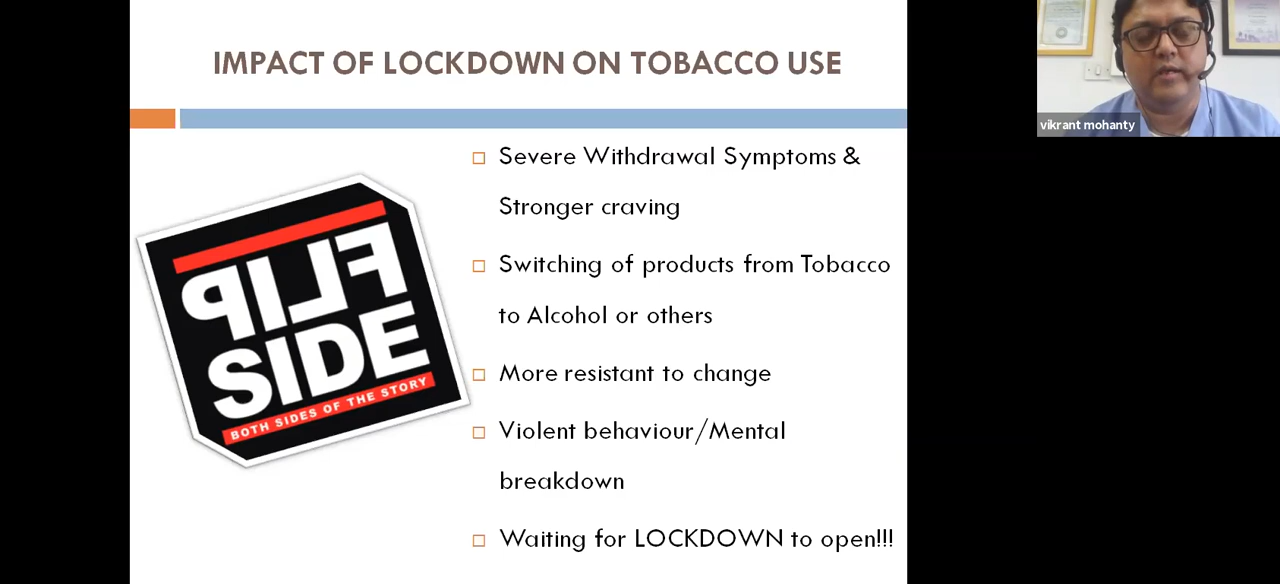 IMPACT OF LOCKDOWN ON TOBACCO USE
vikrant mohanty
FLIP
SIDE
BOTH SIDES OF THE STORY
Severe Withdrawal Symptoms &
Stronger craving
Switching of products from Tobacco
to Alcohol or others
More resistant to change
Violent behaviour/Mental
breakdown
Waiting for LOCKDOWN to open!!!